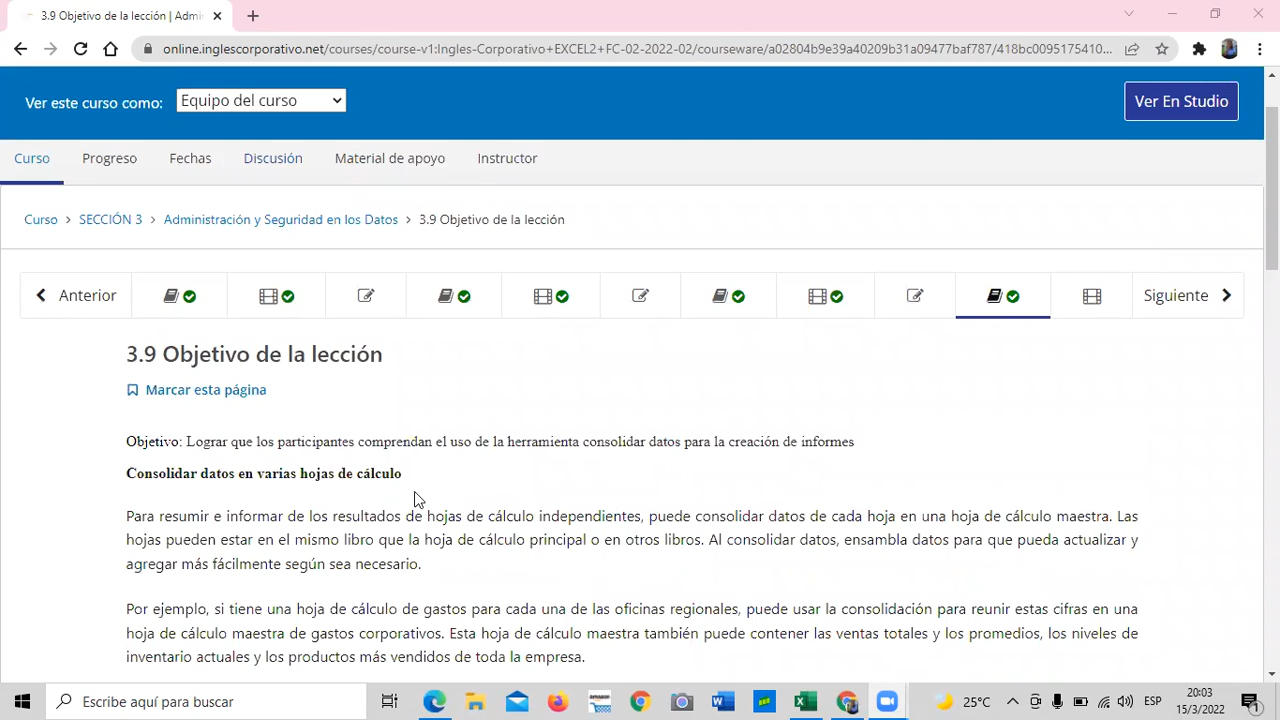 3.9 Objetivo de la lección | Admi
online.inglescorporativo.net/courses/course-v1:Ingles-Corporativo+EXCEL2+FC-02-2022-02/courseware/a02804b9e39a40209b31a09477baf787/418bc0095175410...
Ver este curso como: Equipo del curso
Ver En Studio
Curso Progreso Fechas Discusión Material de apoyo Instructor
Curso > SECCIÓN 3 > Administración y Seguridad en los Datos > 3.9 Objetivo de la lección
Anterior Siguiente
3.9 Objetivo de la lección
Marcar esta página
Objetivo: Lograr que los participantes comprendan el uso de la herramienta consolidar datos para la creación de informes
Consolidar datos en varias hojas de cálculo
Para resumir e informar de los resultados de hojas de cálculo independientes, puede consolidar datos de cada hoja en una hoja de cálculo maestra. Las
hojas pueden estar en el mismo libro que la hoja de cálculo principal o en otros libros. Al consolidar datos, ensambla datos para que pueda actualizar y
agregar más fácilmente según sea necesario.
Por ejemplo, si tiene una hoja de cálculo de gastos para cada una de las oficinas regionales, puede usar la consolidación para reunir estas cifras en una
hoja de cálculo maestra de gastos corporativos. Esta hoja de cálculo maestra también puede contener las ventas totales y los promedios, los niveles de
inventario actuales y los productos más vendidos de toda la empresa.
Escribe aquí para buscar
25°C
ESP
20:03
15/3/2022